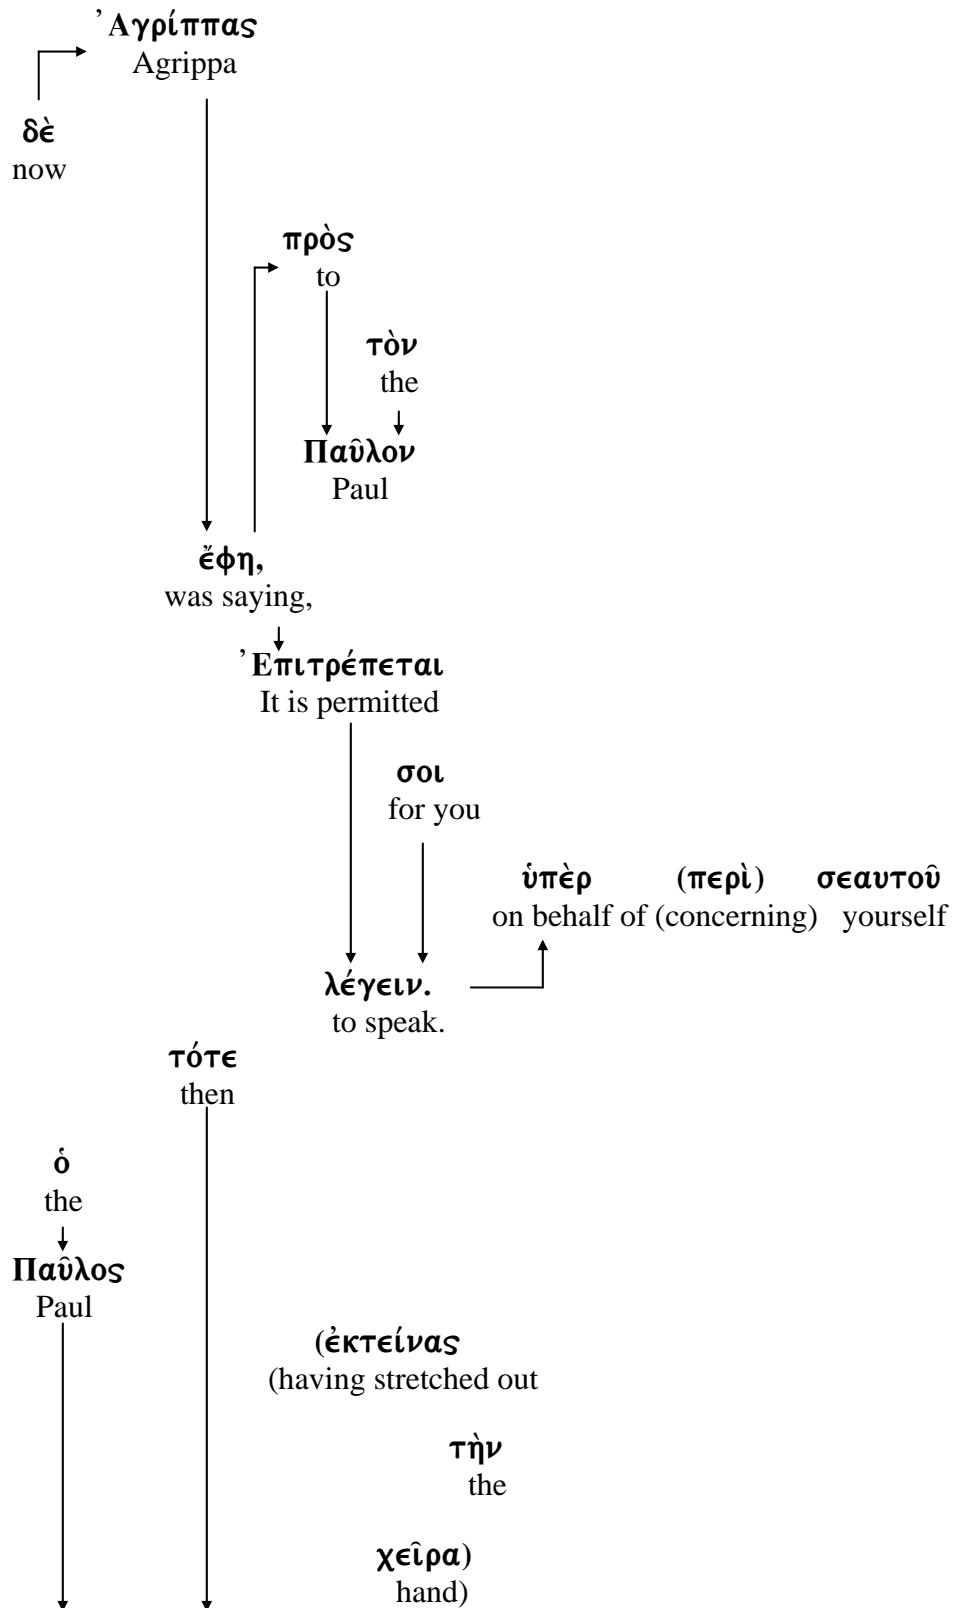 Ἀγρίππας
Agrippa
δὲ
now
πρὸς
to
τὸν
the
Παῦλον
Paul
ἔφη,
was saying,
Ἐπιτρέπεται
It is permitted
σοι
for you
ὑπὲρ (περὶ) σεαυτοῦ
on behalf of (concerning) yourself
λέγειν.
to speak.
τότε
then
ὁ
the
Παῦλος
Paul
(ἐκτείνας
(having stretched out
τὴν
the
χεῖρα)
hand)